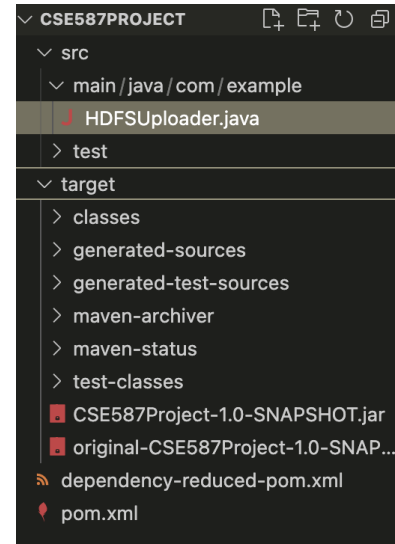 CSE587PROJECT
src
main/java/com/example
J HDFSUploader.java
test
target
classes
generated-sources
generated-test-sources
maven-archiver
maven-status
test-classes
CSE587Project-1.0-SNAPSHOT.jar
original-CSE587Project-1.0-SNAP...
dependency-reduced-pom.xml
pom.xml